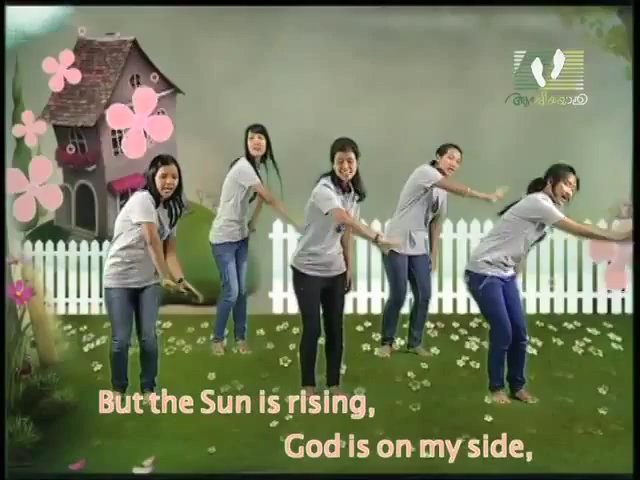 But the Sun is rising,
God is on my side,